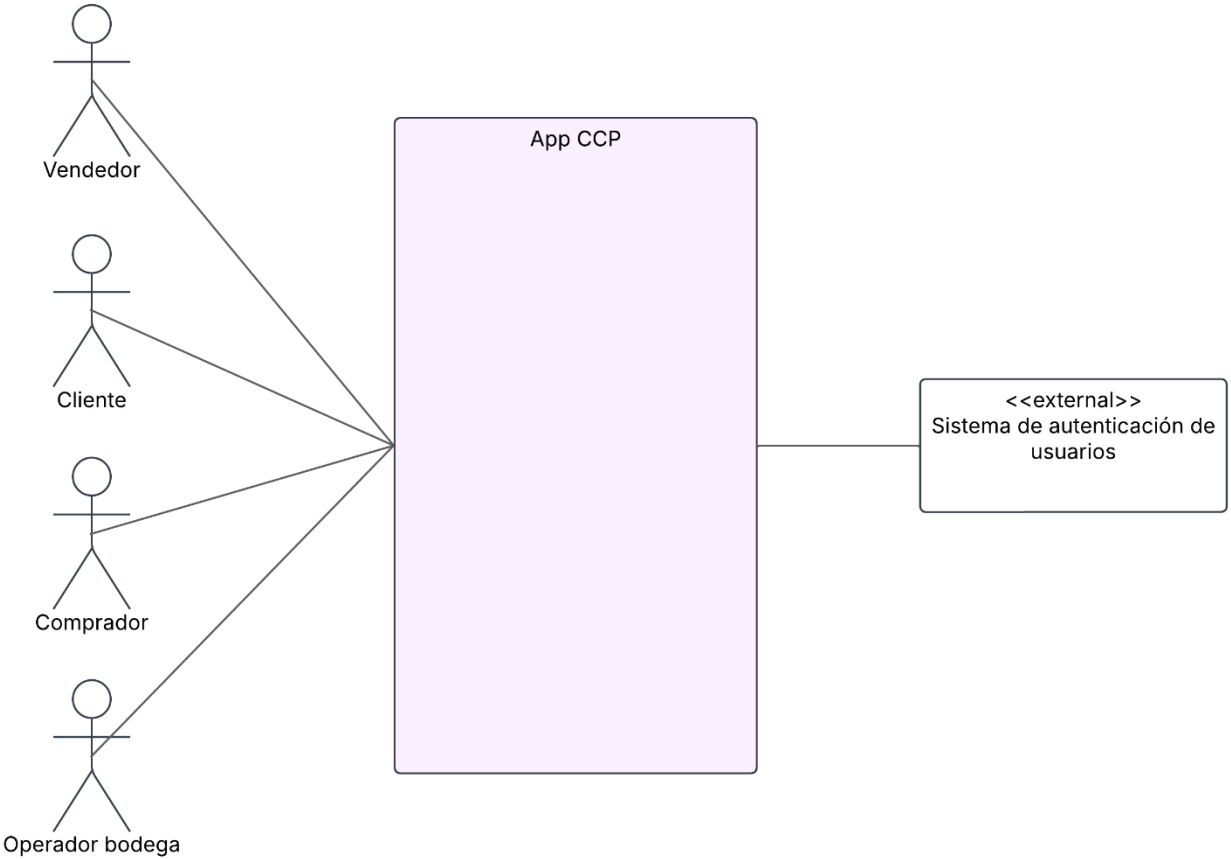 Vendedor
App CCP
Cliente
<<external>>
Sistema de autenticación de
usuarios
Comprador
Operador bodega